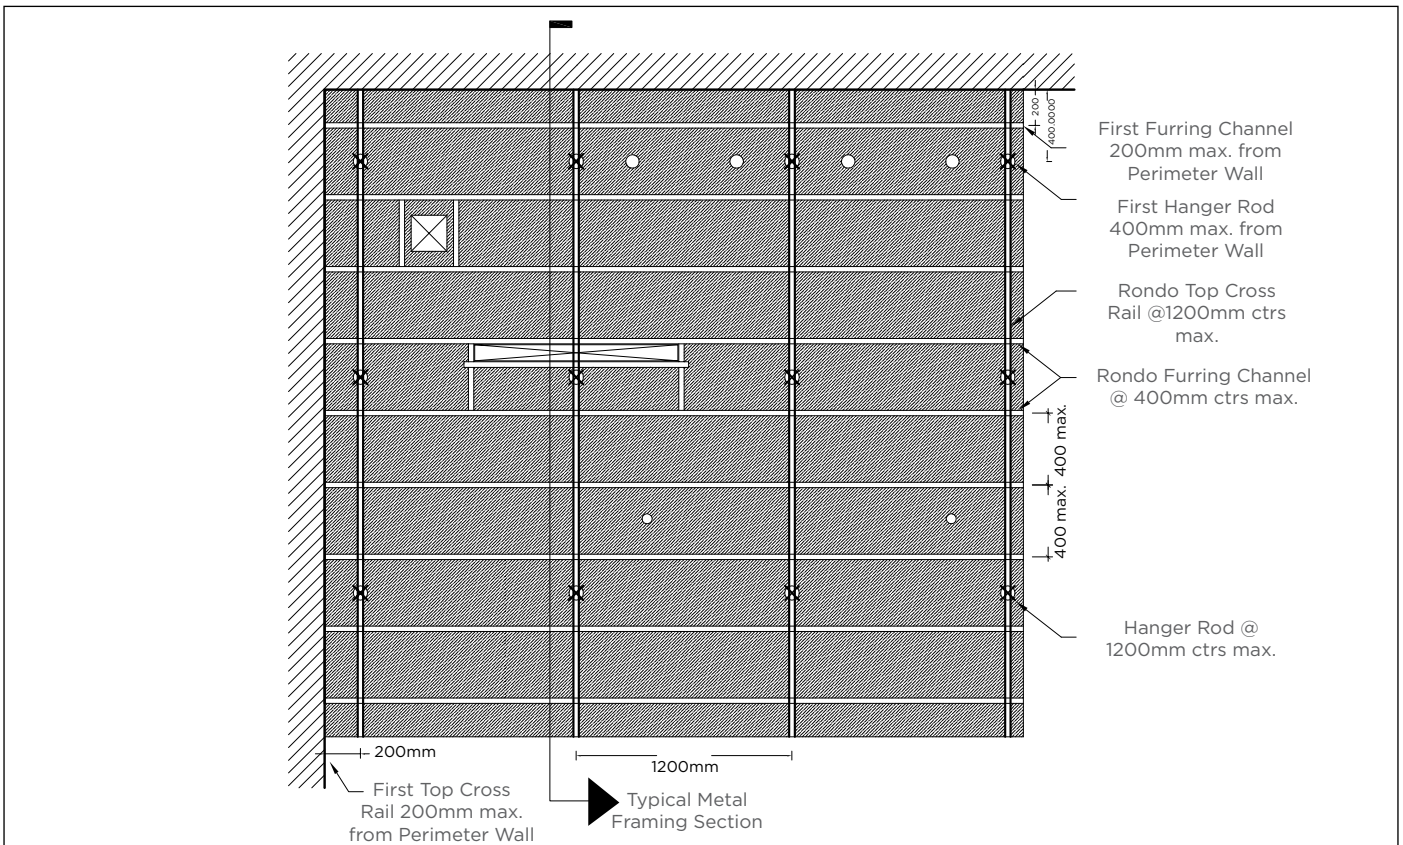 200
400.0000
First Furring Channel
200mm max. from
Perimeter Wall
First Hanger Rod
400mm max. from
Perimeter Wall
Rondo Top Cross
Rail @1200mm ctrs
max.
Rondo Furring Channel
@ 400mm ctrs max.
400 max.
400 max.
Hanger Rod @
1200mm ctrs max.
200mm
1200mm
First Top Cross
Rail 200mm max.
from Perimeter Wall
Typical Metal
Framing Section